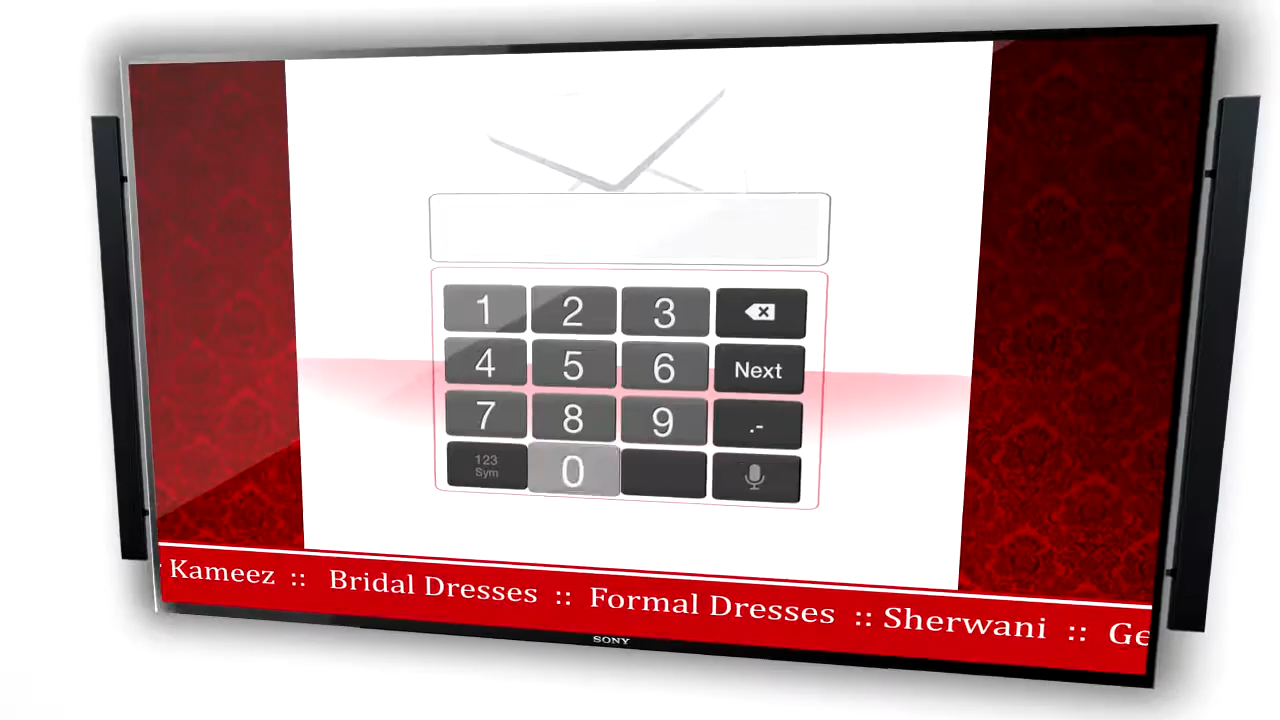 1 2 3
4 5 6 Next
7 8 9 .-
123
Sym
0
Kameez :: Bridal Dresses :: Formal Dresses :: Sherwani :: Ge
SONY